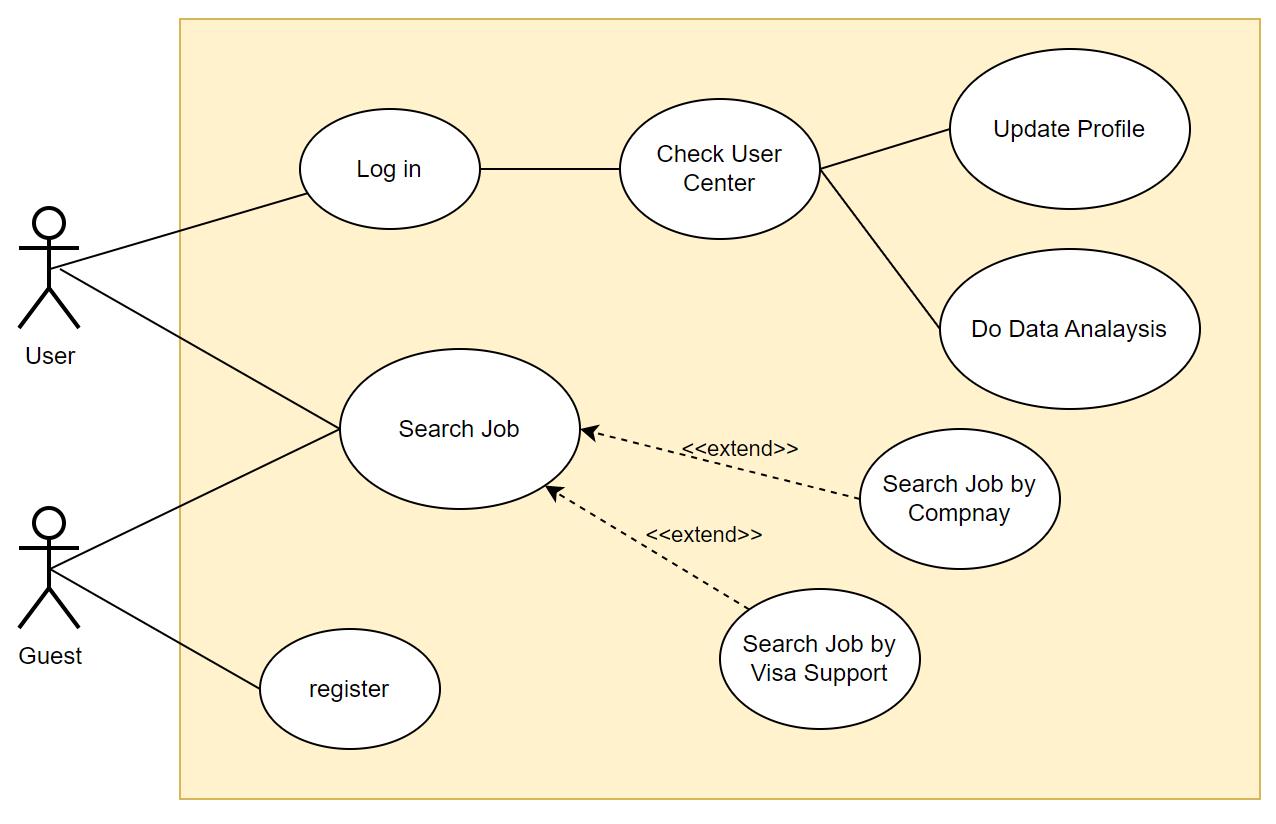 Update Profile
Log in
Check User
Center
Do Data Analaysis
User
Search Job
<<extend>>
Search Job by
Compnay
<<extend>>
Search Job by
Visa Support
Guest
register